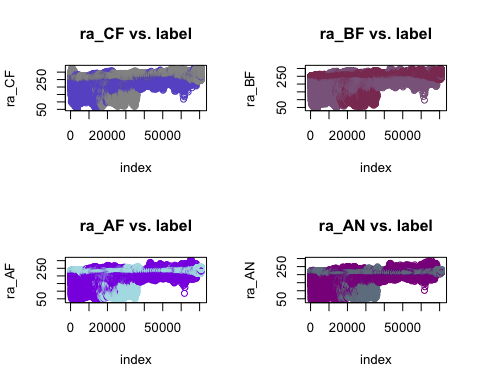 ra_CF vs. label
ra_CF
50
250
0
20000
50000
index
ra_BF vs. label
ra_BF
50
250
0
20000
50000
index
ra_AF vs. label
ra_AF
50
250
0
20000
50000
index
ra_AN vs. label
ra_AN
50
250
0
20000
50000
index